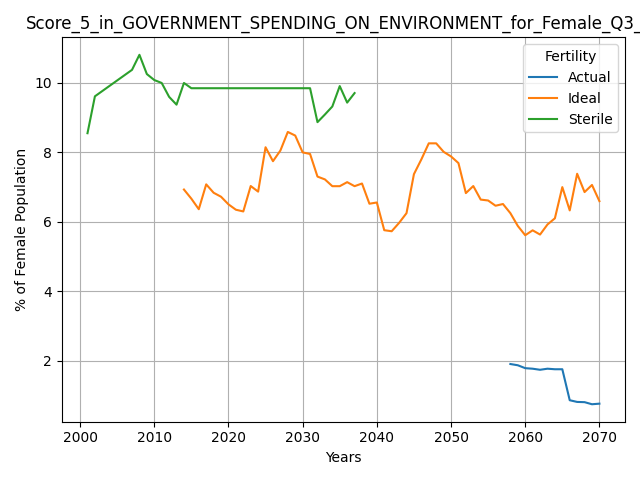 Score_5_in_GOVERNMENT_SPENDING_ON_ENVIRONMENT_for_Female_Q3_
Fertility
Actual
Ideal
Sterile
% of Female Population
10
8
6
4
2
2000 2010 2020 2030 2040 2050 2060 2070
Years